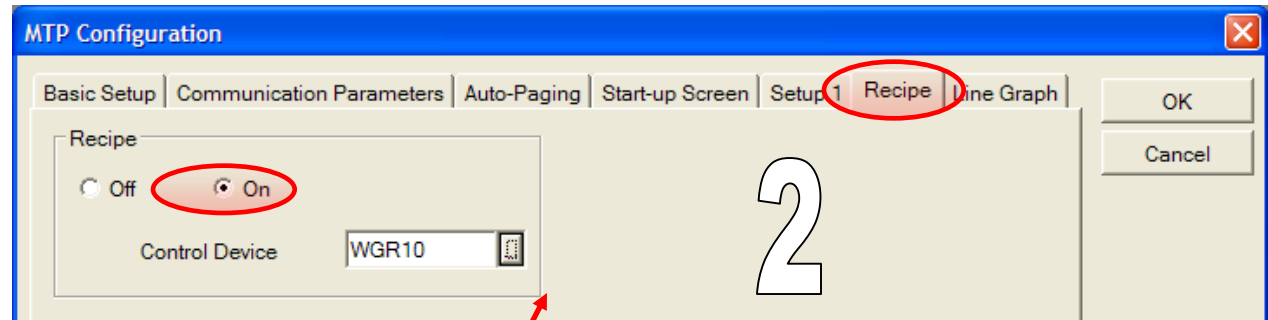 MTP Configuration
Basic Setup Communication Parameters Auto-Paging Start-up Screen Setup 1 Recipe Line Graph
OK
Recipe
Cancel
Off On
2
Control Device WGR10